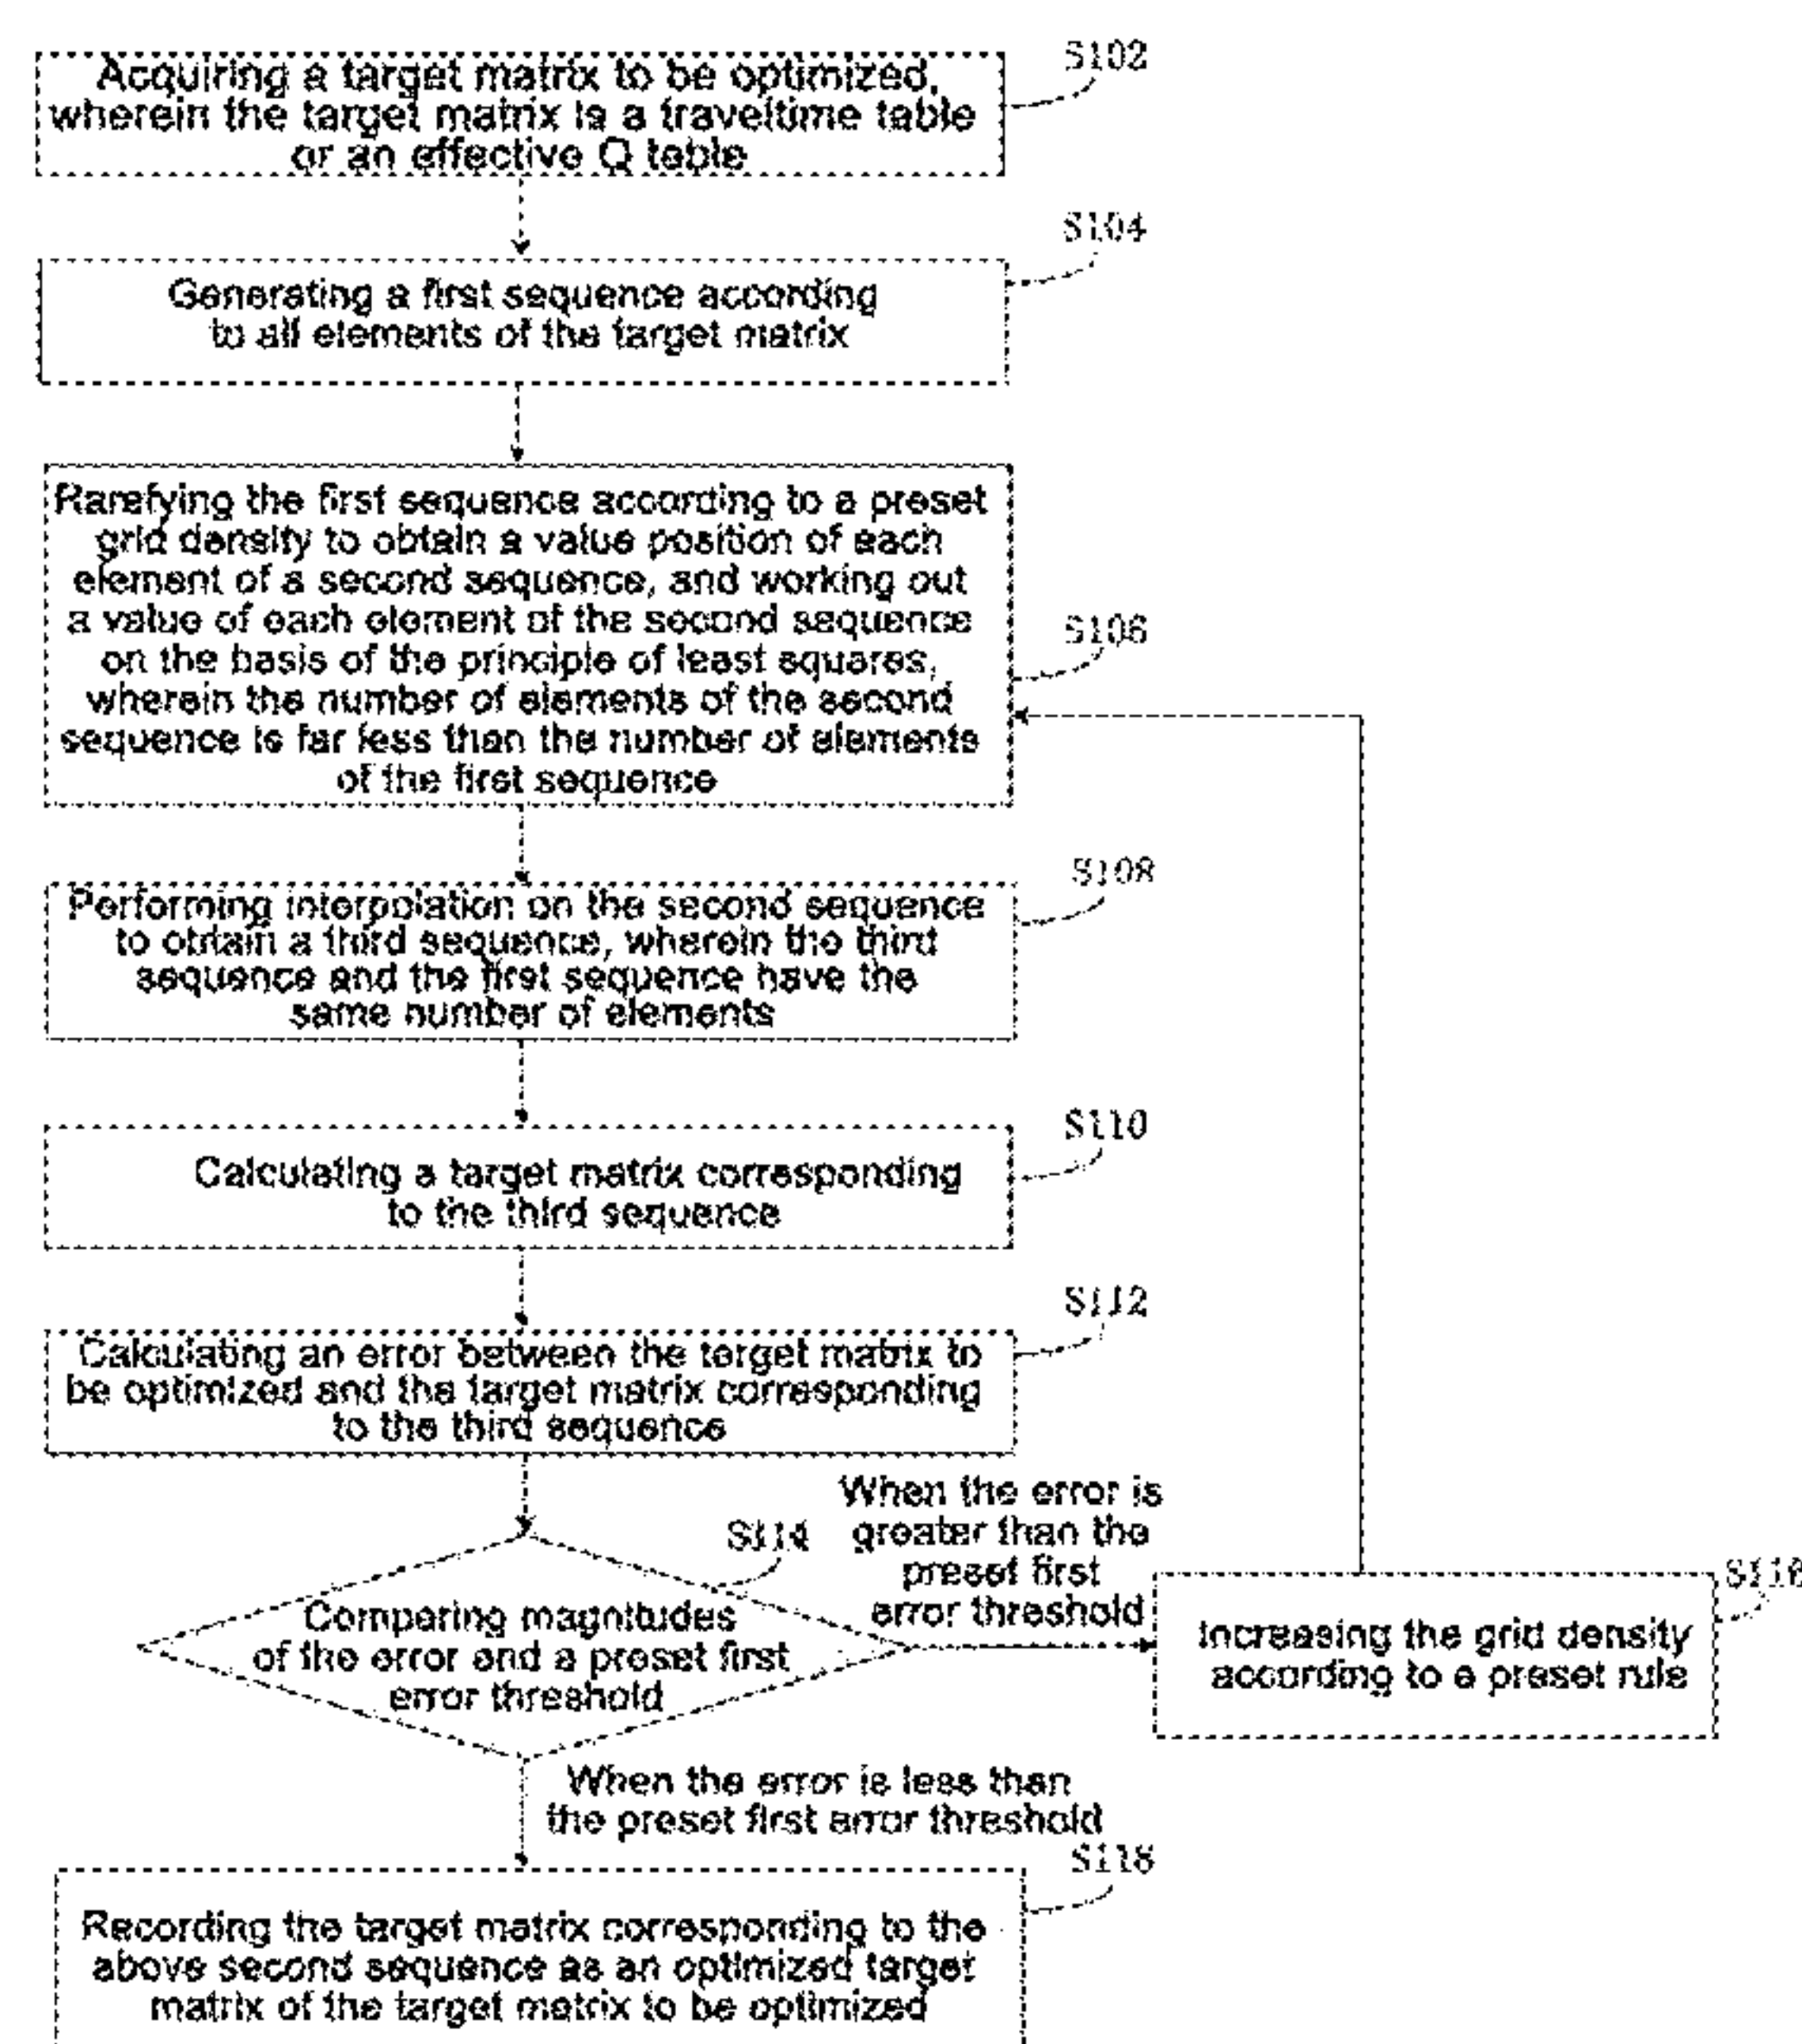 S102
Acquiring a target matrix to be optimized,
wherein the target matrix is a traveltime table
or an effective Q table
S104
Generating a first sequence according
to all elements of the target matrix
Rarefying the first sequence according to a preset
grid density to obtain a value position of each
element of a second sequence, and working out
a value of each element of the second sequence
on the basis of the principle of least squares,
wherein the number of elements of the second
sequence is far less than the number of elements
of the first sequence
S106
S108
Performing interpolation on the second sequence
to obtain a third sequence, wherein the third
sequence and the first sequence have the
same number of elements
S110
Calculating a target matrix corresponding
to the third sequence
S112
Calculating an error between the target matrix to
be optimized and the target matrix corresponding
to the third sequence
S114
When the error is
greater than the
preset first
error threshold
Comparing magnitudes
of the error and a preset first
error threshold
S116
Increasing the grid density
according to a preset rule
When the error is less than
the preset first error threshold
S118
Recording the target matrix corresponding to the
above second sequence as an optimized target
matrix of the target matrix to be optimized